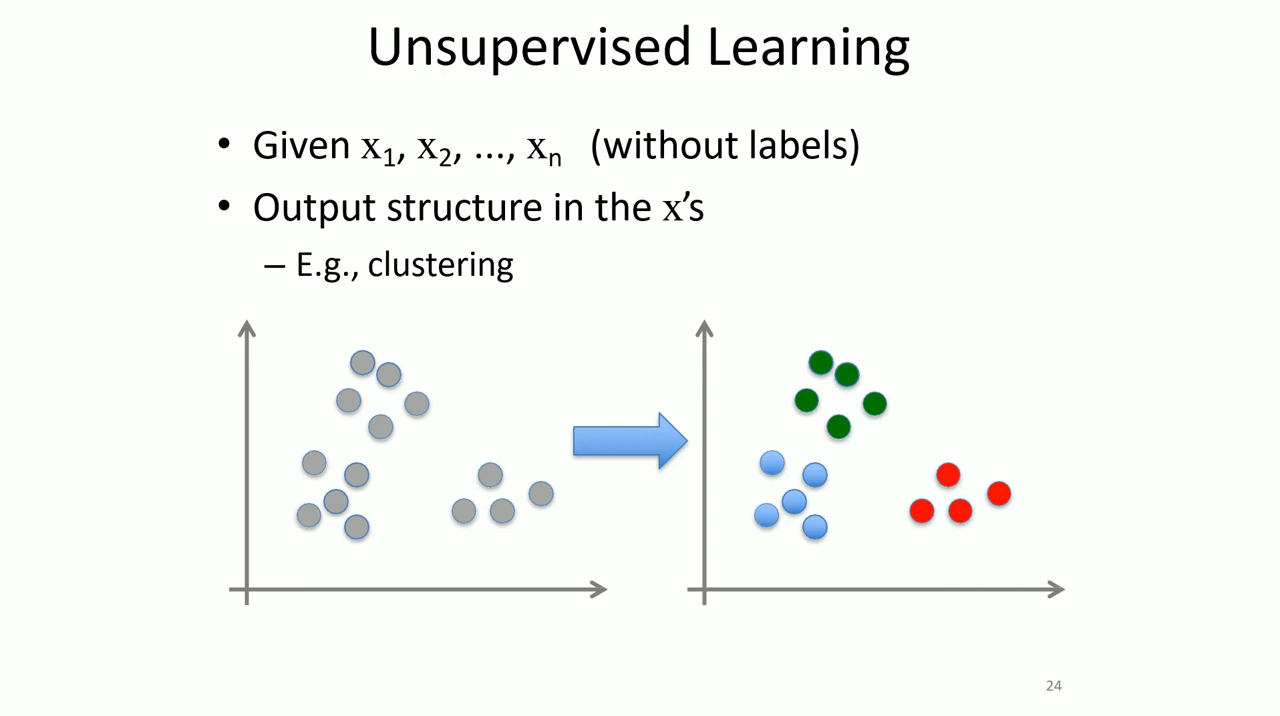 Unsupervised Learning
• Given x₁, x₂, ..., xₙ (without labels)
• Output structure in the x’s
– E.g., clustering
24